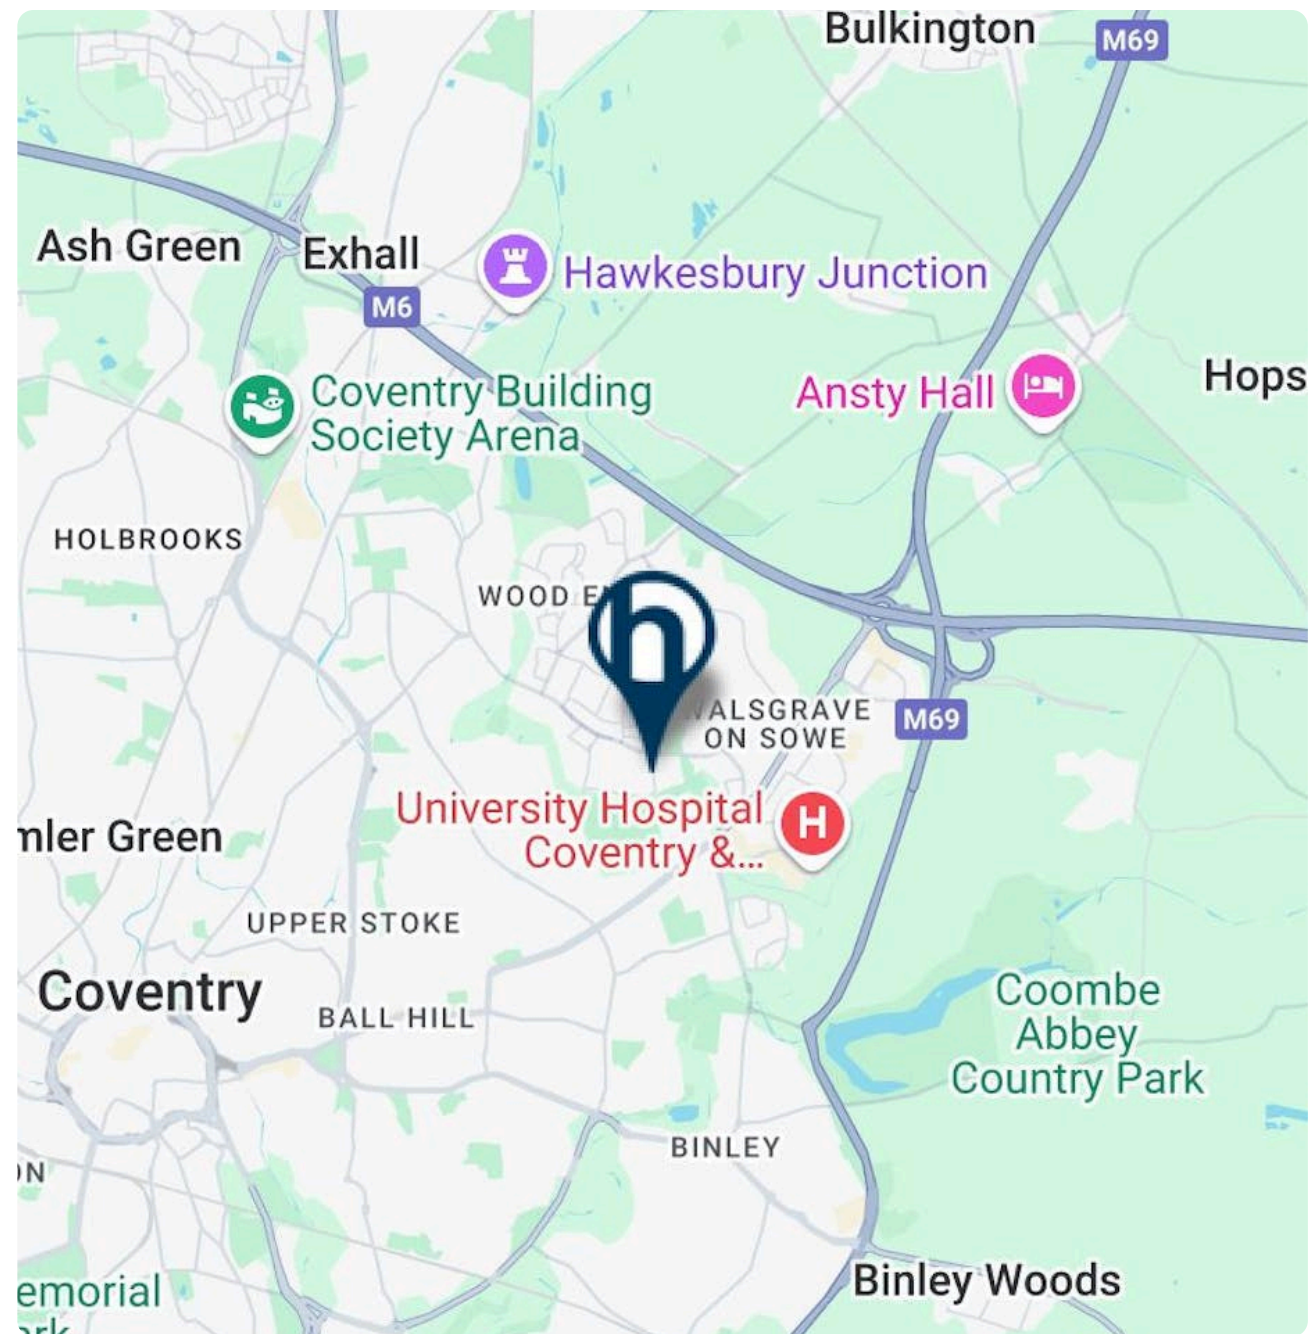 Bulkington
M69
Ash Green
Exhall
Hawkesbury Junction
M6
Coventry Building
Society Arena
Ansty Hall
Hops
HOLBROOKS
WOOD E
h
ALSGRAVE
ON SOWE
M69
University Hospital
Coventry &...
H
mler Green
UPPER STOKE
Coventry
BALL HILL
Coombe
Abbey
Country Park
BINLEY
ON
Binley Woods
emorial
ark